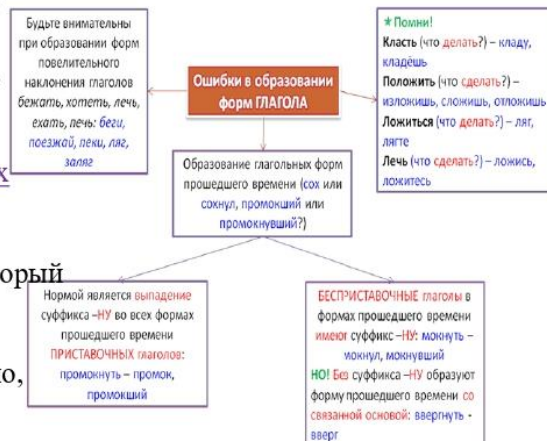 Будьте внимательны
при образовании форм
повелительного
наклонения глаголов
бежать, хотеть, лечь,
ехать, печь: беги,
поезжай, пеки, ляг,
заляг
Ошибки в образовании
форм ГЛАГОЛА
* Помни!
Класть (что делать?) – кладу,
кладёшь
Положить (что сделать?) –
изложишь, сложишь, отложишь
Ложиться (что делать?) – ляг,
лягте
Лечь (что сделать?) – ложись,
ложитесь
Образование глагольных форм
прошедшего времени (сох или
сохнул, промокший или
промокнувший?)
х
орый
о,
Нормой является выпадение
суффикса –НУ во всех формах
прошедшего времени
ПРИСТАВОЧНЫХ глаголов:
промокнуть – промок,
промокший
БЕСПРИСТАВОЧНЫЕ глаголы в
формах прошедшего времени
имеют суффикс –НУ: мокнуть –
мокнул, мокнувший
НО! Без суффикса –НУ образуют
форму прошедшего времени со
связанной основой: ввергнуть -
вверг